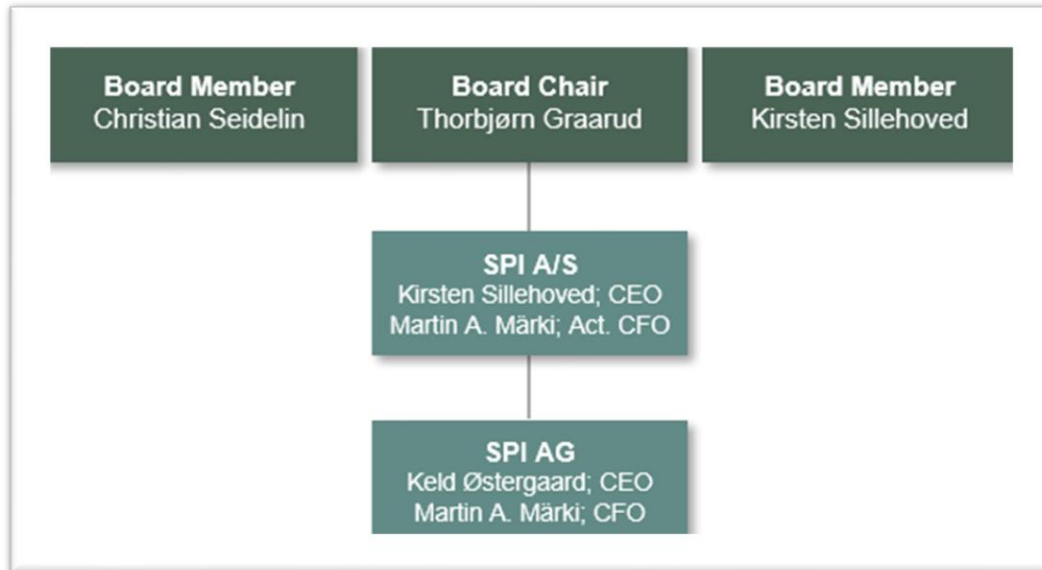 Board Member
Christian Seidelin
Board Chair
Thorbjørn Graarud
Board Member
Kirsten Sillehoved
SPI A/S
Kirsten Sillehoved; CEO
Martin A. Märki; Act. CFO
SPI AG
Keld Østergaard; CEO
Martin A. Märki; CFO